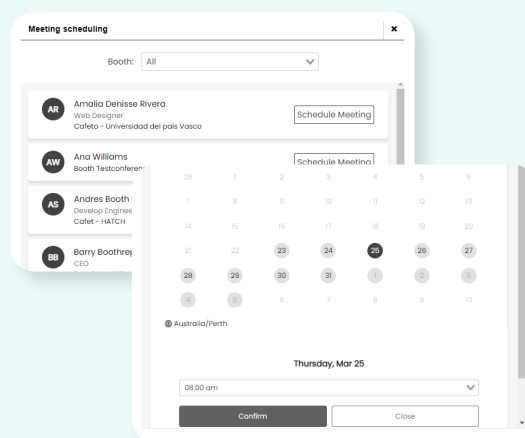 Meeting scheduling ×
Booth: All
AR Amalia Denisse Rivera
Web Designer
Cafeto - Universidad del país Vasco
Schedule Meeting
AW Ana Williams
Booth Testconferen
Schedule Meeting
AS Andres Booth
Develop Enginee
Cafet - HATCH
BB Barry Boothrep
CEO
28 1 2 3 4 5 6
7 8 9 10 11 12 13
14 15 16 17 18 19 20
21 22 23 24 25 26 27
28 29 30 31 1 2 3
4 5 6 7 8 9 10
Australia/Perth
Thursday, Mar 25
08:00 am
Confirm Close